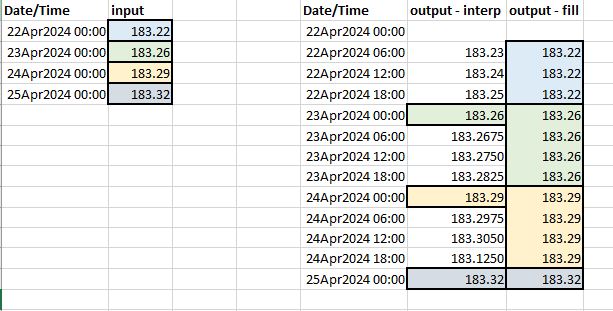 Date/Time input Date/Time output - interp output - fill
22Apr2024 00:00 183.22 22Apr2024 00:00
23Apr2024 00:00 183.26 22Apr2024 06:00 183.23 183.22
24Apr2024 00:00 183.29 22Apr2024 12:00 183.24 183.22
25Apr2024 00:00 183.32 22Apr2024 18:00 183.25 183.22
23Apr2024 00:00 183.26 183.26
23Apr2024 06:00 183.2675 183.26
23Apr2024 12:00 183.2750 183.26
23Apr2024 18:00 183.2825 183.26
24Apr2024 00:00 183.29 183.29
24Apr2024 06:00 183.2975 183.29
24Apr2024 12:00 183.3050 183.29
24Apr2024 18:00 183.1250 183.29
25Apr2024 00:00 183.32 183.32